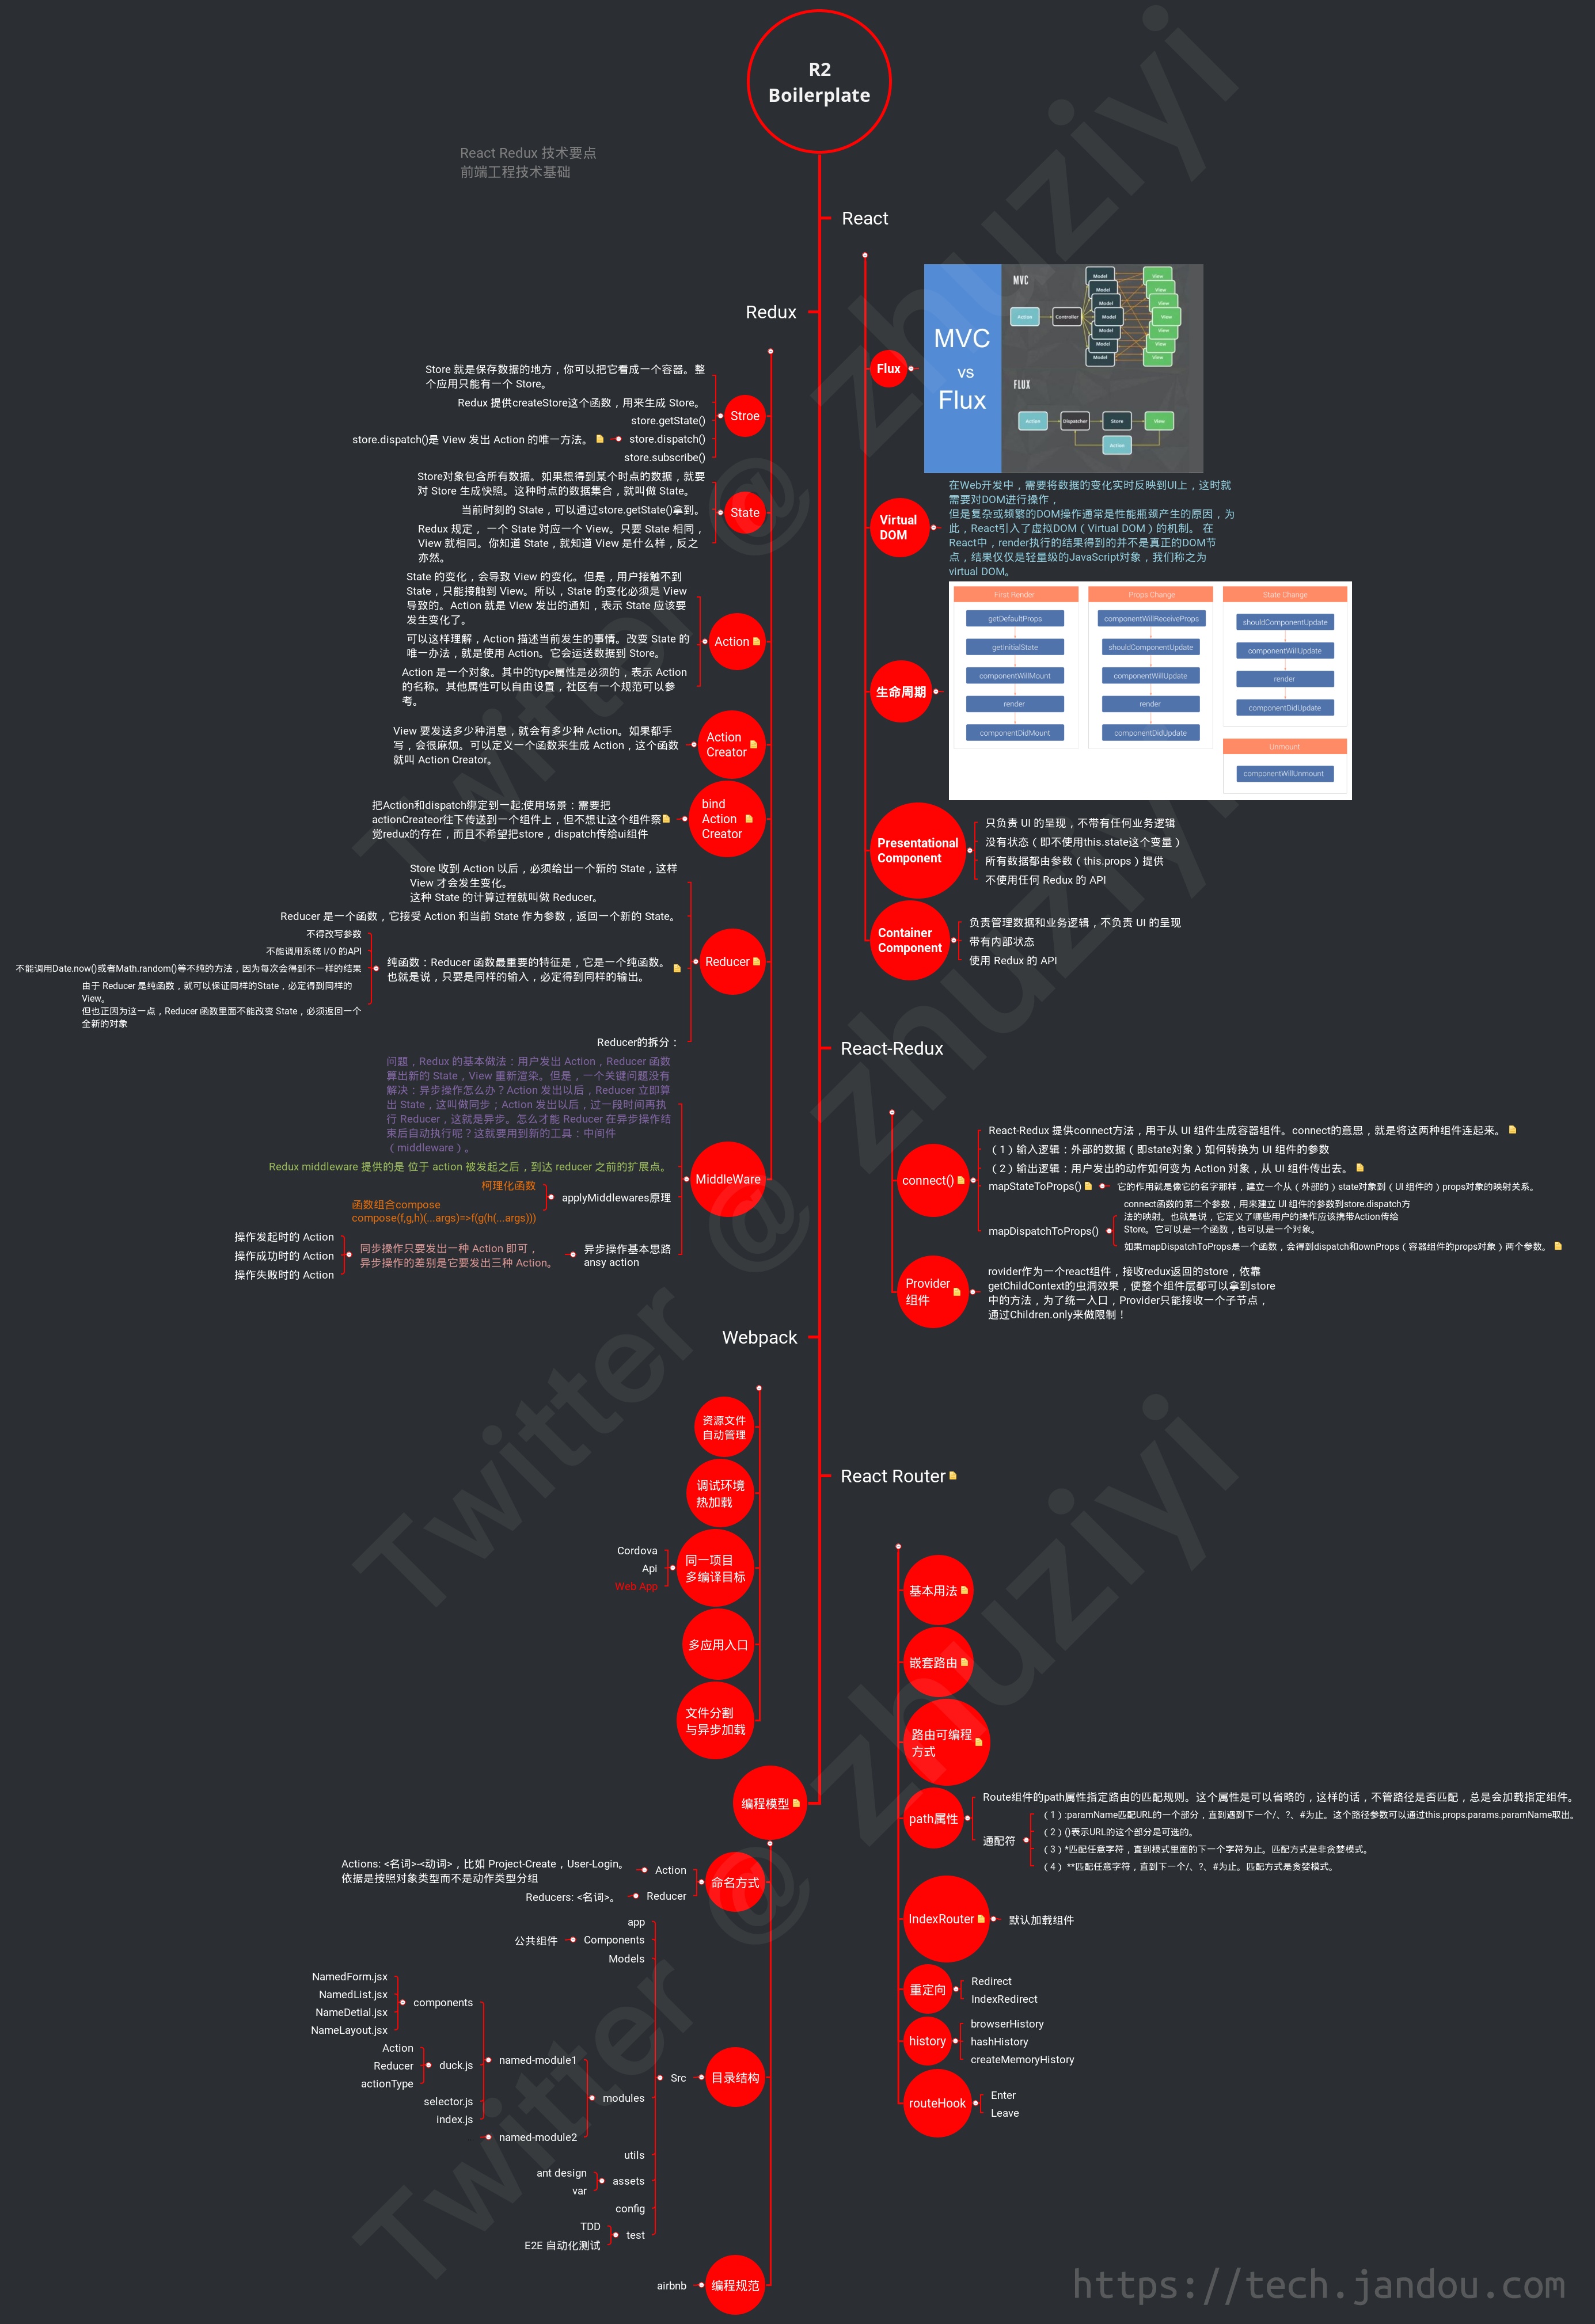 R2
Boilerplate
React Redux 技术要点
前端工程技术基础
React
Flux
MVC
vs
Flux
MVC
Action
Controller
Model
Model
Model
Model
Model
Model
Model
View
View
View
View
View
View
View
FLUX
Action
Dispatcher
Store
View
Action
Virtual
DOM
在Web开发中，需要将数据的变化实时反映到UI上，这时就
需要对DOM进行操作，
但是复杂或频繁的DOM操作通常是性能瓶颈产生的原因，为
此，React引入了虚拟DOM（Virtual DOM）的机制。 在
React中，render执行的结果得到的并不是真正的DOM节
点，结果仅仅是轻量级的JavaScript对象，我们称之为
virtual DOM。
生命周期
First Render
getDefaultProps
getInitialState
componentWillMount
render
componentDidMount
Props Change
componentWillReceiveProps
shouldComponentUpdate
componentWillUpdate
render
componentDidUpdate
State Change
shouldComponentUpdate
componentWillUpdate
render
componentDidUpdate
Unmount
componentWillUnmount
Presentational
Component
只负责 UI 的呈现，不带有任何业务逻辑
没有状态（即不使用this.state这个变量）
所有数据都由参数（this.props）提供
不使用任何 Redux 的 API
Container
Component
负责管理数据和业务逻辑，不负责 UI 的呈现
带有内部状态
使用 Redux 的 API
Redux
Stroe
Store 就是保存数据的地方，你可以把它看成一个容器。整
个应用只能有一个 Store。
Redux 提供createStore这个函数，用来生成 Store。
store.getState()
store.dispatch()
store.dispatch()是 View 发出 Action 的唯一方法。
store.subscribe()
State
Store对象包含所有数据。如果想得到某个时点的数据，就要
对 Store 生成快照。这种时点的数据集合，就叫做 State。
当前时刻的 State，可以通过store.getState()拿到。
Redux 规定， 一个 State 对应一个 View。只要 State 相同，
View 就相同。你知道 State，就知道 View 是什么样，反之
亦然。
Action
State 的变化，会导致 View 的变化。但是，用户接触不到
State，只能接触到 View。所以，State 的变化必须是 View
导致的。Action 就是 View 发出的通知，表示 State 应该要
发生变化了。
可以这样理解，Action 描述当前发生的事情。改变 State 的
唯一办法，就是使用 Action。它会运送数据到 Store。
Action 是一个对象。其中的type属性是必须的，表示 Action
的名称。其他属性可以自由设置，社区有一个规范可以参
考。
Action
Creator
View 要发送多少种消息，就会有多少种 Action。如果都手
写，会很麻烦。可以定义一个函数来生成 Action，这个函数
就叫 Action Creator。
bind
Action
Creator
把Action和dispatch绑定到一起;使用场景：需要把
actionCreateor往下传送到一个组件上，但不想让这个组件察
觉redux的存在，而且不希望把store，dispatch传给ui组件
Reducer
Store 收到 Action 以后，必须给出一个新的 State，这样
View 才会发生变化。
这种 State 的计算过程就叫做 Reducer。
Reducer 是一个函数，它接受 Action 和当前 State 作为参数，返回一个新的 State。
纯函数：Reducer 函数最重要的特征是，它是一个纯函数。
也就是说，只要是同样的输入，必定得到同样的输出。
不得改写参数
不能调用系统 I/O 的API
不能调用Date.now()或者Math.random()等不纯的方法，因为每次会得到不一样的结果
由于 Reducer 是纯函数，就可以保证同样的State，必定得到同样的
View。
但也正因为这一点，Reducer 函数里面不能改变 State，必须返回一个
全新的对象
Reducer的拆分：
MiddleWare
问题，Redux 的基本做法：用户发出 Action，Reducer 函数
算出新的 State，View 重新渲染。但是，一个关键问题没有
解决：异步操作怎么办？Action 发出以后，Reducer 立即算
出 State，这叫做同步；Action 发出以后，过一段时间再执
行 Reducer，这就是异步。怎么才能 Reducer 在异步操作结
束后自动执行呢？这就要用到新的工具：中间件
（middleware）。
Redux middleware 提供的是 位于 action 被发起之后，到达 reducer 之前的扩展点。
applyMiddlewares原理
柯理化函数
函数组合compose
compose(f,g,h)(...args)=>f(g(h(...args)))
异步操作基本思路
ansy action
同步操作只要发出一种 Action 即可，
异步操作的差别是它要发出三种 Action。
操作发起时的 Action
操作成功时的 Action
操作失败时的 Action
React-Redux
connect()
React-Redux 提供connect方法，用于从 UI 组件生成容器组件。connect的意思，就是将这两种组件连起来。
（1）输入逻辑：外部的数据（即state对象）如何转换为 UI 组件的参数
（2）输出逻辑：用户发出的动作如何变为 Action 对象，从 UI 组件传出去。
mapStateToProps()
它的作用就是像它的名字那样，建立一个从（外部的）state对象到（UI 组件的）props对象的映射关系。
mapDispatchToProps()
connect函数的第二个参数，用来建立 UI 组件的参数到store.dispatch方
法的映射。也就是说，它定义了哪些用户的操作应该携带Action传给
Store。它可以是一个函数，也可以是一个对象。
如果mapDispatchToProps是一个函数，会得到dispatch和ownProps（容器组件的props对象）两个参数。
Provider
组件
rovider作为一个react组件，接收redux返回的store，依靠
getChildContext的虫洞效果，使整个组件层都可以拿到store
中的方法，为了统一入口，Provider只能接收一个子节点，
通过Children.only来做限制！
Webpack
资源文件
自动管理
调试环境
热加载
同一项目
多编译目标
Cordova
Api
Web App
多应用入口
文件分割
与异步加载
React Router
基本用法
嵌套路由
路由可编程
方式
path属性
Route组件的path属性指定路由的匹配规则。这个属性是可以省略的，这样的话，不管路径是否匹配，总是会加载指定组件。
通配符
（1）:paramName匹配URL的一个部分，直到遇到下一个/、?、#为止。这个路径参数可以通过this.props.params.paramName取出。
（2）()表示URL的这个部分是可选的。
（3）*匹配任意字符，直到模式里面的下一个字符为止。匹配方式是非贪婪模式。
（4） **匹配任意字符，直到下一个/、?、#为止。匹配方式是贪婪模式。
IndexRouter
默认加载组件
重定向
Redirect
IndexRedirect
history
browserHistory
hashHistory
createMemoryHistory
routeHook
Enter
Leave
编程模型
命名方式
Action
Actions: <名词>-<动词>，比如 Project-Create，User-Login。
依据是按照对象类型而不是动作类型分组
Reducer
Reducers: <名词>。
目录结构
Src
app
Components
公共组件
Models
modules
named-module1
components
NamedForm.jsx
NamedList.jsx
NameDetial.jsx
NameLayout.jsx
duck.js
Action
Reducer
actionType
selector.js
index.js
named-module2
utils
assets
ant design
var
config
test
TDD
E2E 自动化测试
编程规范
airbnb
Twitter @ zhuziyi
Twitter @ zhuziyi
Twitter @ zhuziyi
https://tech.jandou.com